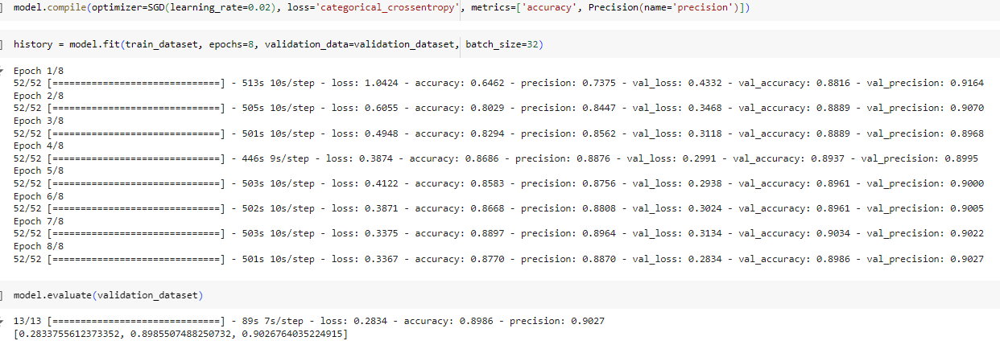 ] model.compile(optimizer=SGD(learning_rate=0.02), loss='categorical_crossentropy', metrics=['accuracy', Precision(name='precision')])
] history = model.fit(train_dataset, epochs=8, validation_data=validation_dataset, batch_size=32)
Epoch 1/8
52/52 [==============================] - 513s 10s/step - loss: 1.0424 - accuracy: 0.6462 - precision: 0.7375 - val_loss: 0.4332 - val_accuracy: 0.8816 - val_precision: 0.9164
Epoch 2/8
52/52 [==============================] - 505s 10s/step - loss: 0.6055 - accuracy: 0.8029 - precision: 0.8447 - val_loss: 0.3468 - val_accuracy: 0.8889 - val_precision: 0.9070
Epoch 3/8
52/52 [==============================] - 501s 10s/step - loss: 0.4948 - accuracy: 0.8294 - precision: 0.8562 - val_loss: 0.3118 - val_accuracy: 0.8889 - val_precision: 0.8968
Epoch 4/8
52/52 [==============================] - 446s 9s/step - loss: 0.3874 - accuracy: 0.8686 - precision: 0.8876 - val_loss: 0.2991 - val_accuracy: 0.8937 - val_precision: 0.8995
Epoch 5/8
52/52 [==============================] - 503s 10s/step - loss: 0.4122 - accuracy: 0.8583 - precision: 0.8756 - val_loss: 0.2938 - val_accuracy: 0.8961 - val_precision: 0.9000
Epoch 6/8
52/52 [==============================] - 502s 10s/step - loss: 0.3871 - accuracy: 0.8668 - precision: 0.8808 - val_loss: 0.3024 - val_accuracy: 0.8961 - val_precision: 0.9005
Epoch 7/8
52/52 [==============================] - 503s 10s/step - loss: 0.3375 - accuracy: 0.8897 - precision: 0.8964 - val_loss: 0.3134 - val_accuracy: 0.9034 - val_precision: 0.9022
Epoch 8/8
52/52 [==============================] - 501s 10s/step - loss: 0.3367 - accuracy: 0.8770 - precision: 0.8870 - val_loss: 0.2834 - val_accuracy: 0.8986 - val_precision: 0.9027
] model.evaluate(validation_dataset)
13/13 [==============================] - 89s 7s/step - loss: 0.2834 - accuracy: 0.8986 - precision: 0.9027
[0.2833755612373352, 0.8985507488250732, 0.9026764035224915]